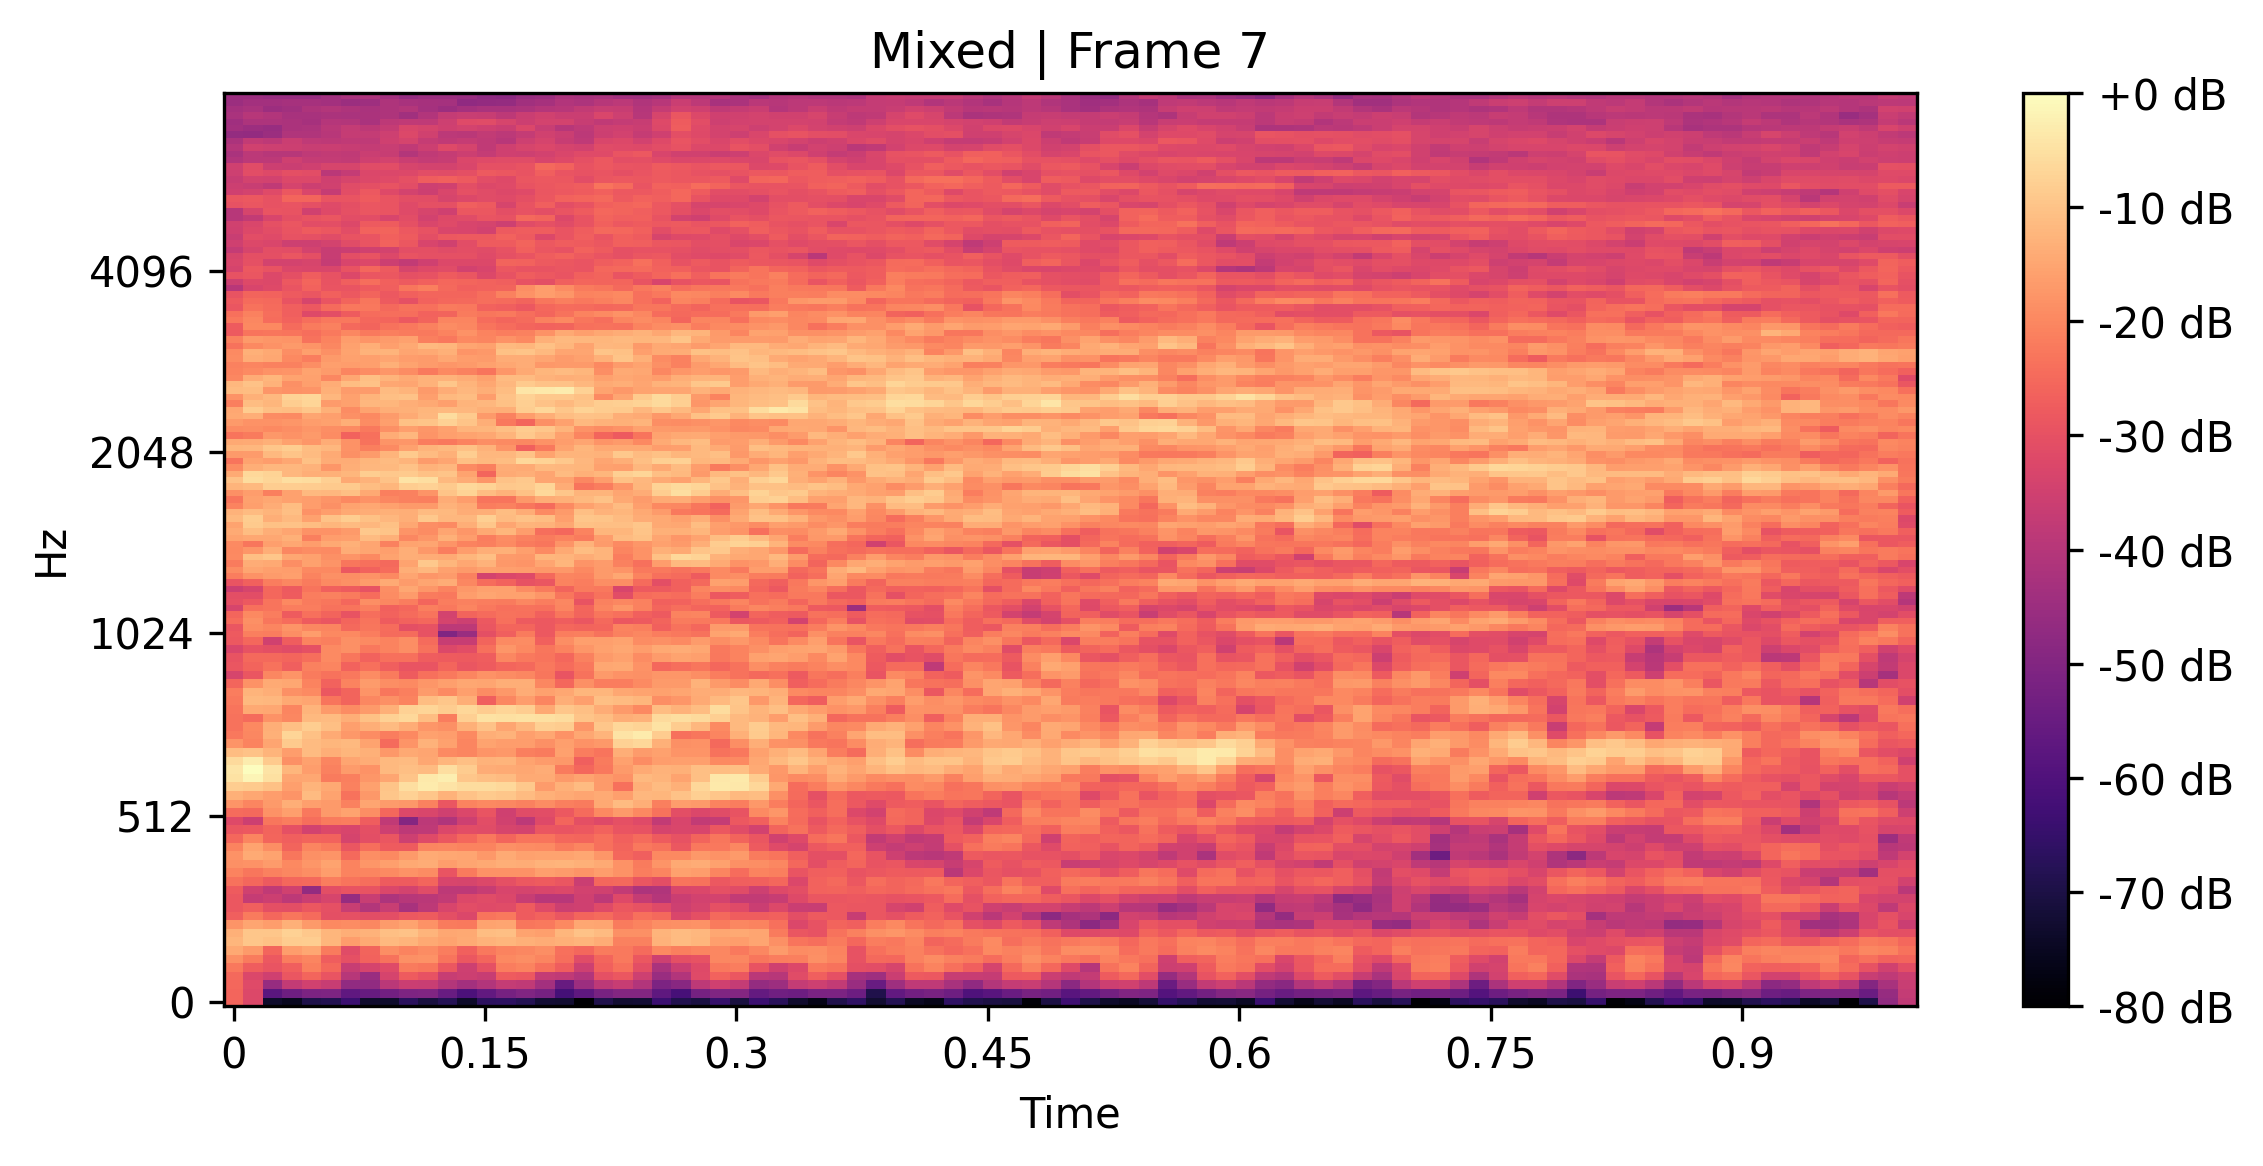 Mixed | Frame 7
Hz
4096
2048
1024
512
0
0 0.15 0.3 0.45 0.6 0.75 0.9
Time
+0 dB
-10 dB
-20 dB
-30 dB
-40 dB
-50 dB
-60 dB
-70 dB
-80 dB